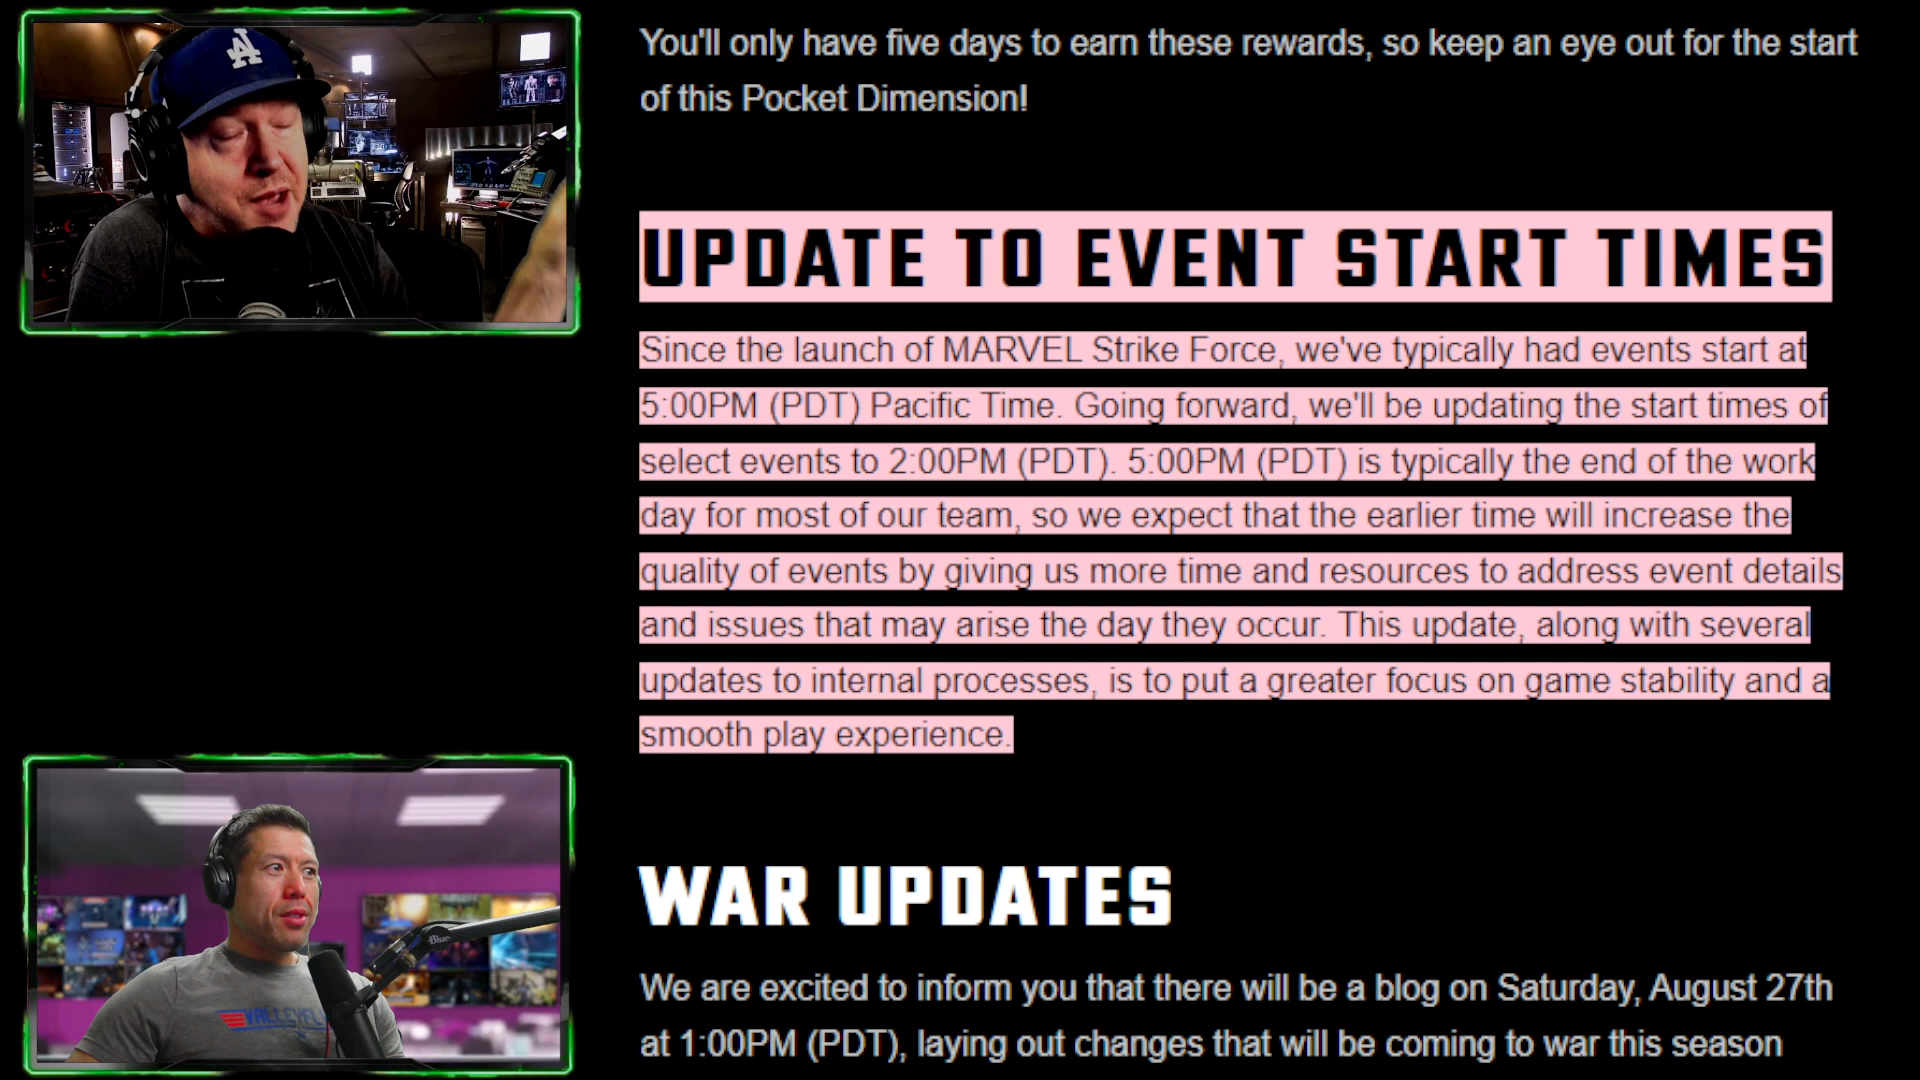 You'll only have five days to earn these rewards, so keep an eye out for the start
of this Pocket Dimension!
UPDATE TO EVENT START TIMES
Since the launch of MARVEL Strike Force, we've typically had events start at
5:00PM (PDT) Pacific Time. Going forward, we'll be updating the start times of
select events to 2:00PM (PDT). 5:00PM (PDT) is typically the end of the work
day for most of our team, so we expect that the earlier time will increase the
quality of events by giving us more time and resources to address event details
and issues that may arise the day they occur. This update, along with several
updates to internal processes, is to put a greater focus on game stability and a
smooth play experience.
WAR UPDATES
We are excited to inform you that there will be a blog on Saturday, August 27th
at 1:00PM (PDT), laying out changes that will be coming to war this season
LA
Blue